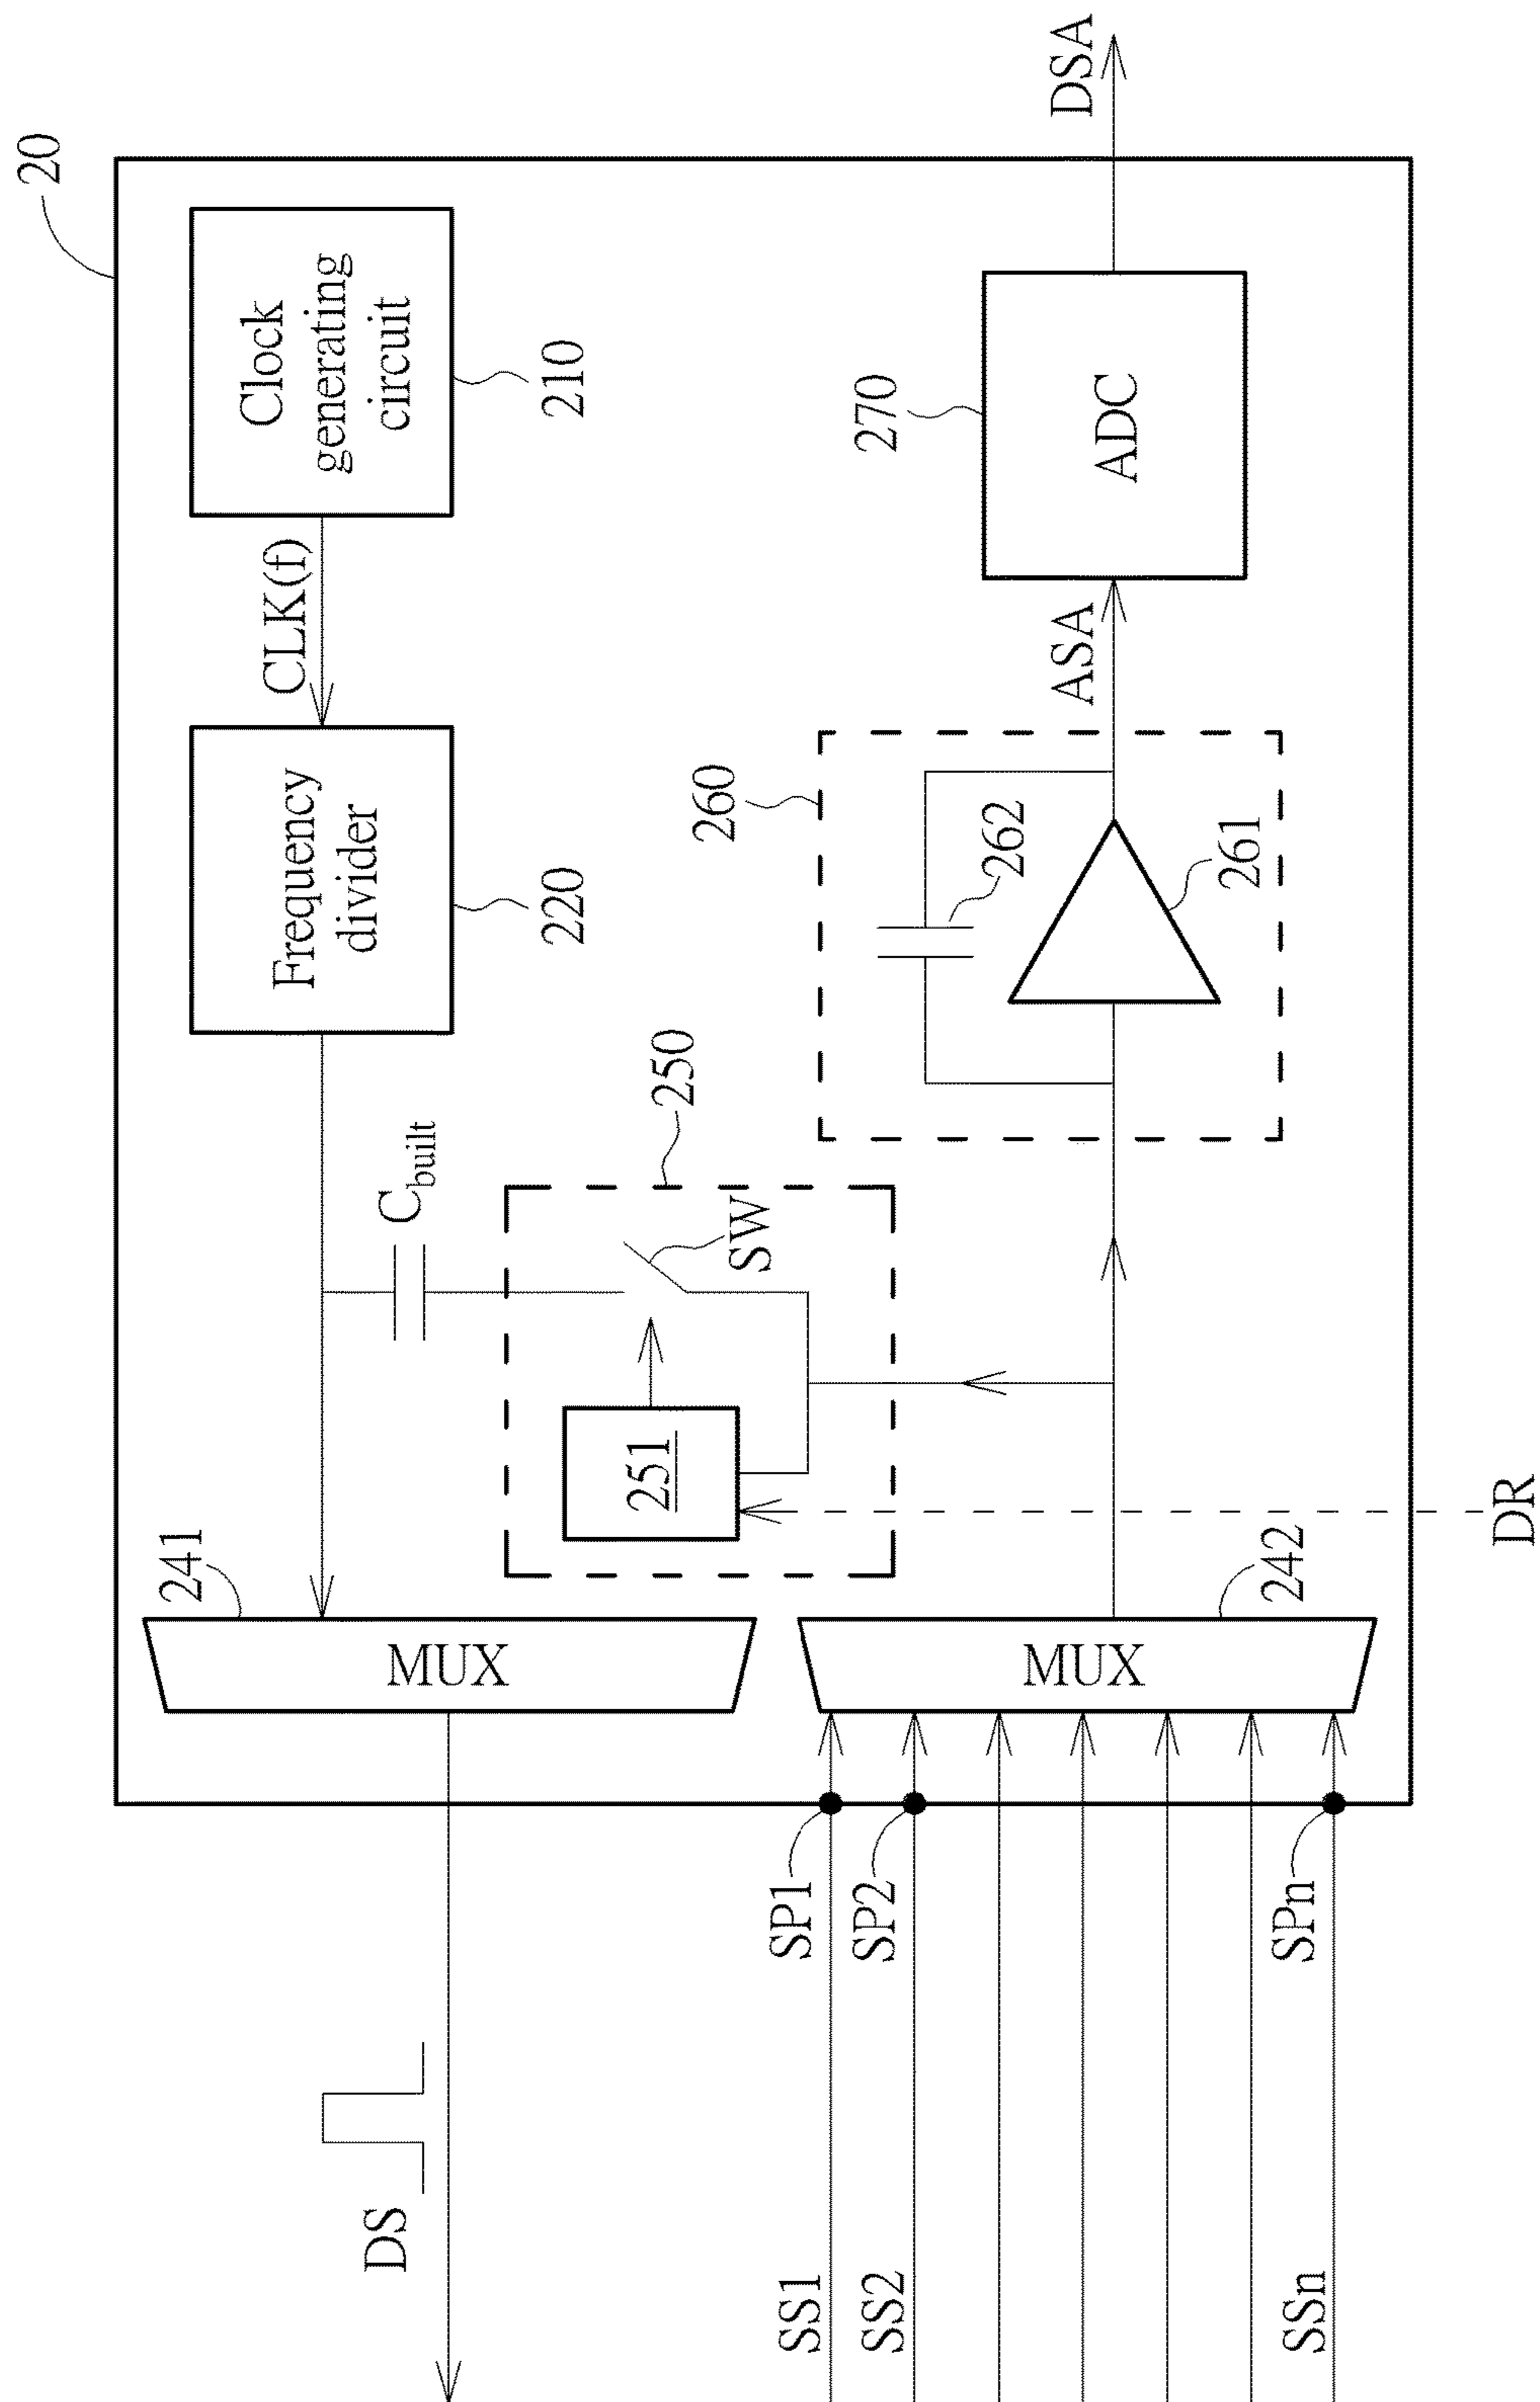 20
Clock
generating
circuit
210
CLK(f)
Frequency
divider
220
C_built
250
SW
251
241
MUX
DS
DSA
270
ADC
ASA
260
262
261
242
MUX
DR
SP1
SP2
SPn
SS1
SS2
SSn